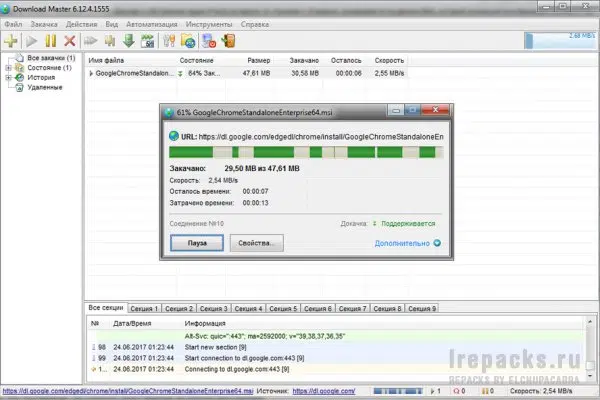 Download Master 6.12.4.1555
Файл Закачка Действия Вид Автоматизация Инструменты Справка
2,68 MB/s
Все закачки (1)
Состояние (1)
История
Удаленные
Имя файла Состояние Размер Закачано Осталось Скорость
GoogleChromeStandalon... 64% Зак... 47,61 MB 30,58 MB 00:00:06 2,55 MB/s
61% GoogleChromeStandaloneEnterprise64.msi
URL: https://dl.google.com/edgedl/chrome/install/GoogleChromeStandaloneEn
Закачано: 29,50 MB из 47,61 MB
Скорость: 2,54 MB/s
Осталось времени: 00:00:07
Затрачено времени: 00:00:13
Соединение №10 Докачка: Поддерживается
Пауза Свойства... Дополнительно
Все секции Секция 1 Секция 2 Секция 3 Секция 4 Секция 5 Секция 6 Секция 7 Секция 8 Секция 9
№ Дата/Время Информация
Alt-Svc: quic=":443"; ma=2592000; v="39,38,37,36,35"
98 24.06.2017 01:23:44 Start new section [9]
99 24.06.2017 01:23:44 Start connection to dl.google.com:443 [9]
1... 24.06.2017 01:23:44 Connecting to dl.google.com:443 [9]
lrepacks.ru
REPACKS BY ELCHUPACABRA
https://dl.google.com/edgedl/chrome/install/GoogleChromeStandaloneEnterprise64.msi Источник: https://dl.google.com/ 1 0 0 Скорость: 2,54 MB/s